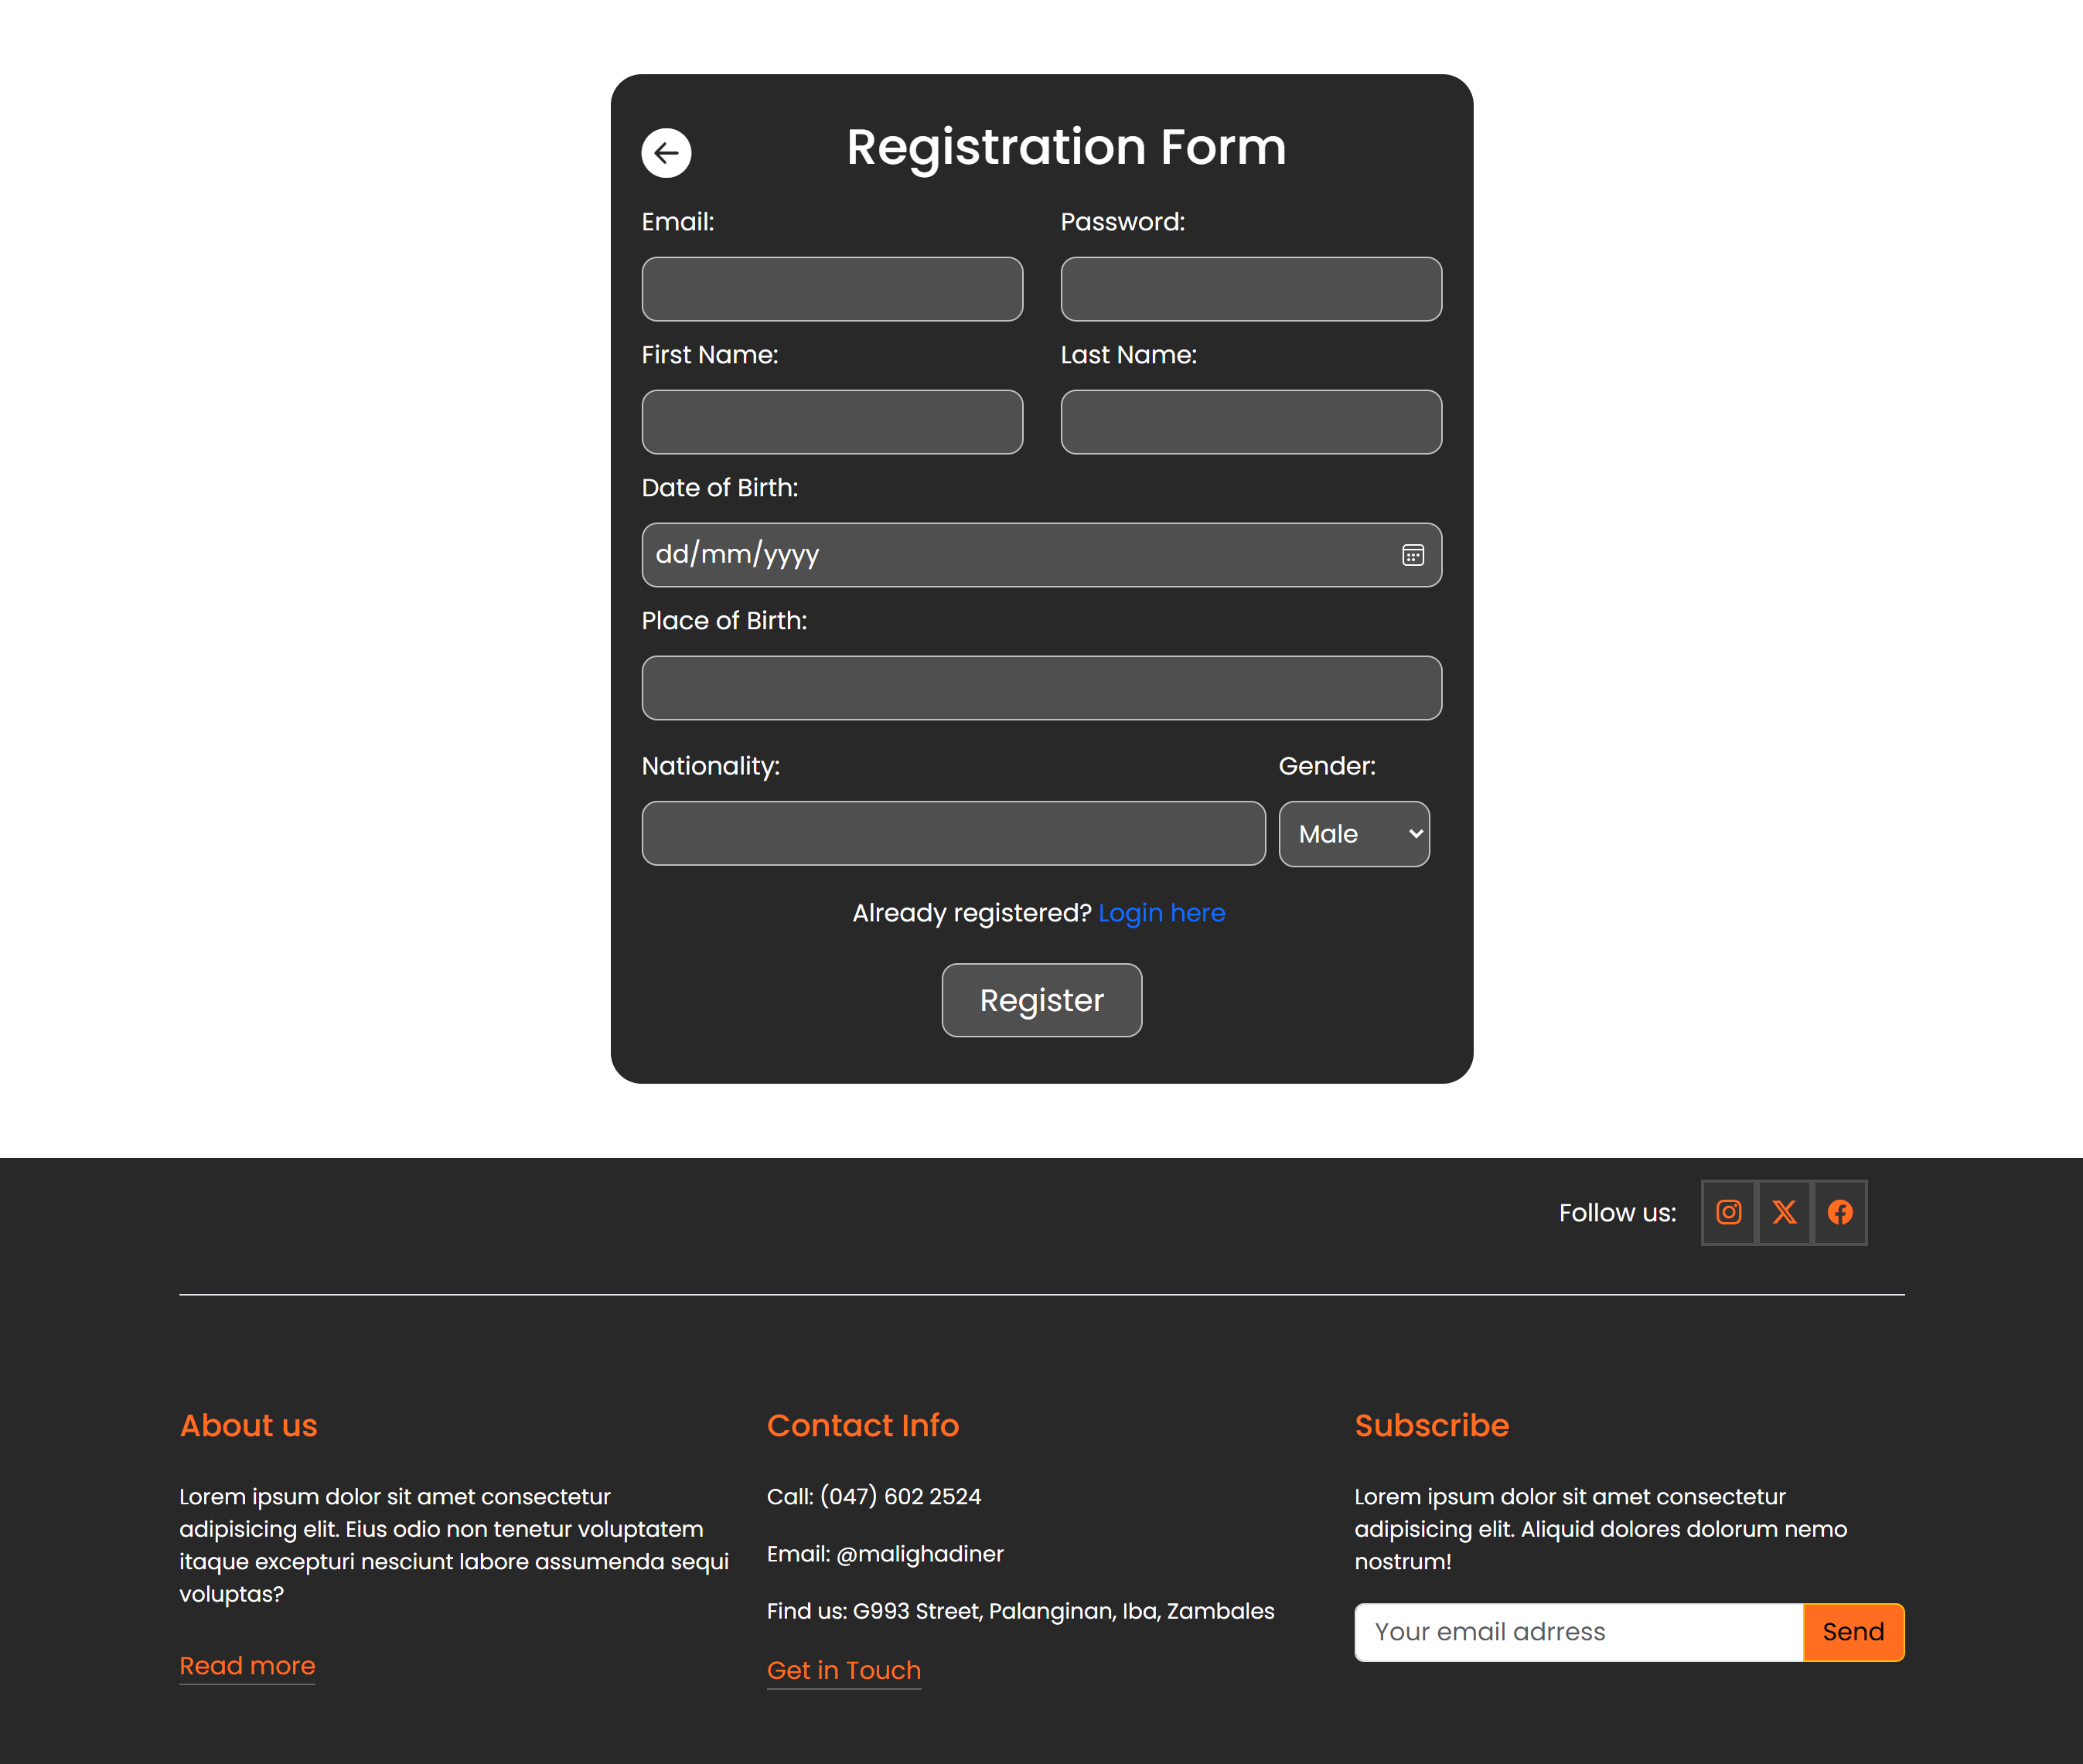 Registration Form
Email:
Password:
First Name:
Last Name:
Date of Birth:
dd/mm/yyyy
Place of Birth:
Nationality:
Gender:
Male
Already registered? Login here
Register
Follow us:
About us
Lorem ipsum dolor sit amet consectetur
adipisicing elit. Eius odio non tenetur voluptatem
itaque excepturi nesciunt labore assumenda sequi
voluptas?
Read more
Contact Info
Call: (047) 602 2524
Email: @malighadiner
Find us: G993 Street, Palanginan, Iba, Zambales
Get in Touch
Subscribe
Lorem ipsum dolor sit amet consectetur
adipisicing elit. Aliquid dolores dolorum nemo
nostrum!
Your email adrress
Send